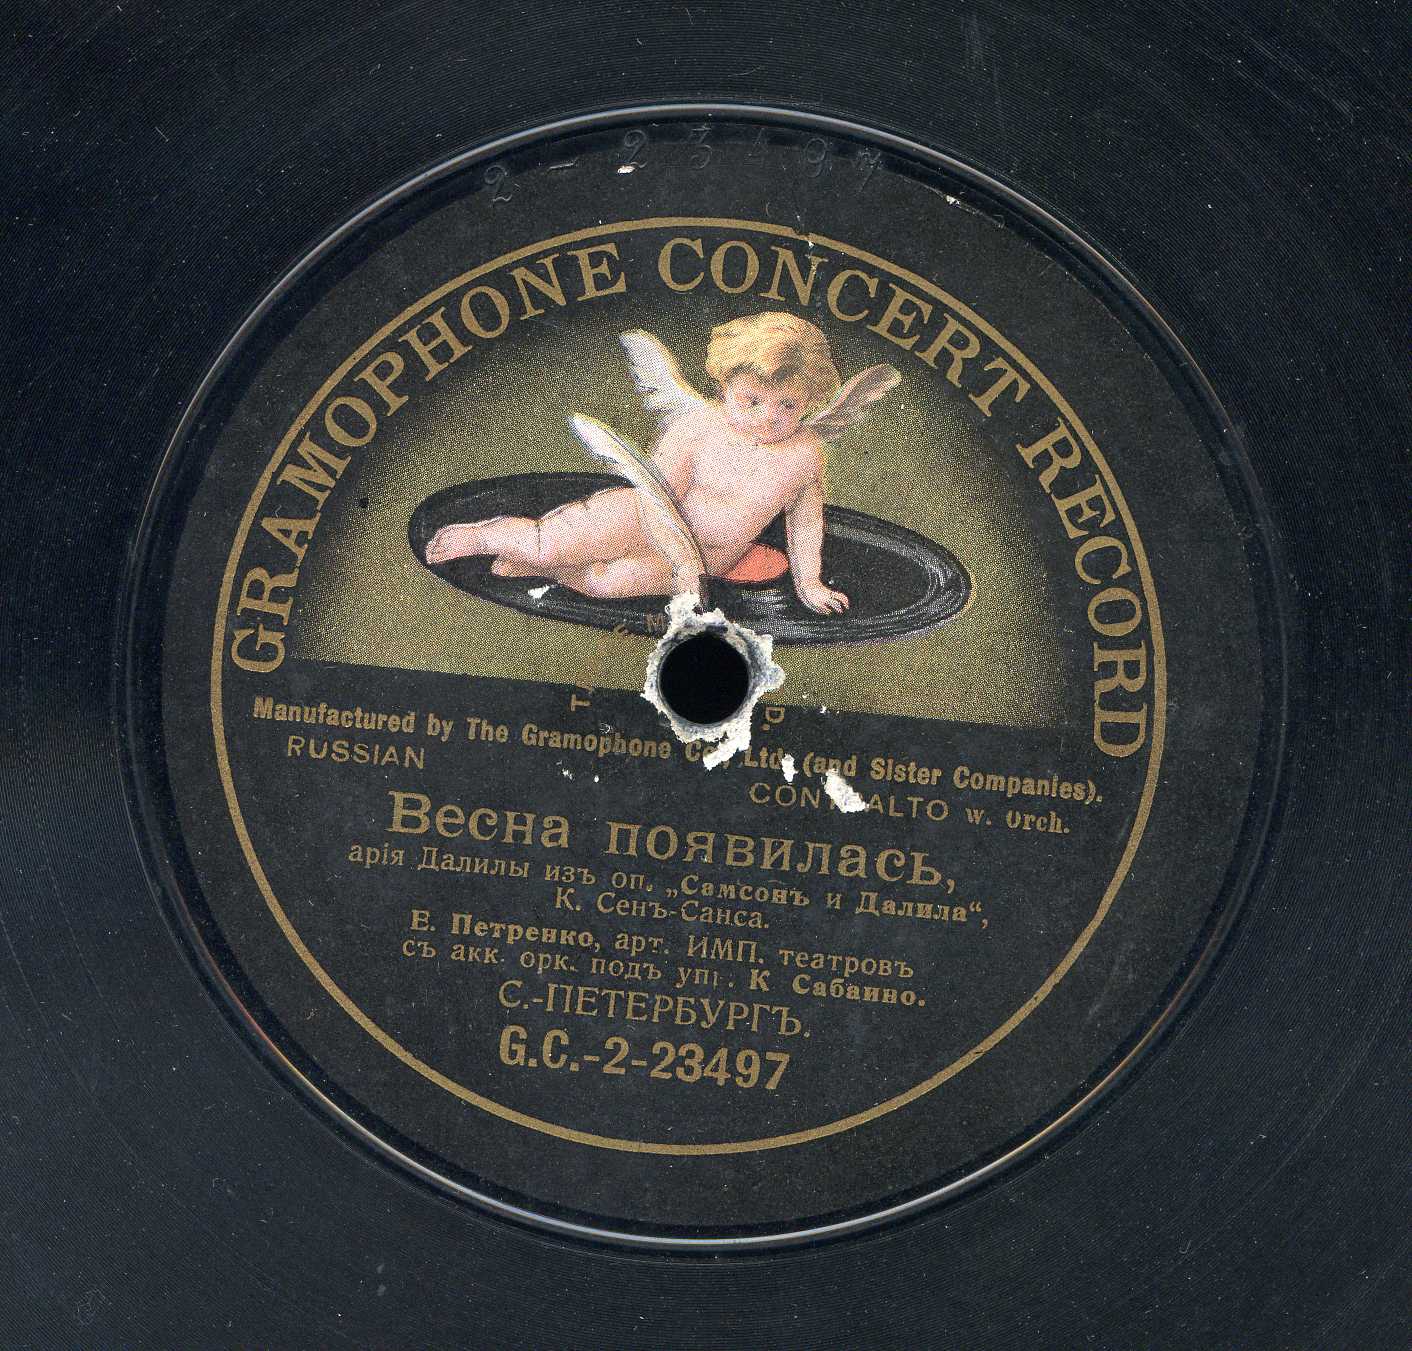 2-23497
GRAMOPHONE CONCERT RECORD
Manufactured by The Gramophone Co., Ltd. (and Sister Companies).
RUSSIAN
CONTRALTO w. Orch.
Весна появилась,
арія Далилы изъ оп. „Самсонъ и Далила“,
К. Сенъ-Санса.
Е. Петренко, арт. ИМП. театровъ
съ акк. орк. подъ упр. К Сабаино.
С.-ПЕТЕРБУРГЪ.
G.C.-2-23497